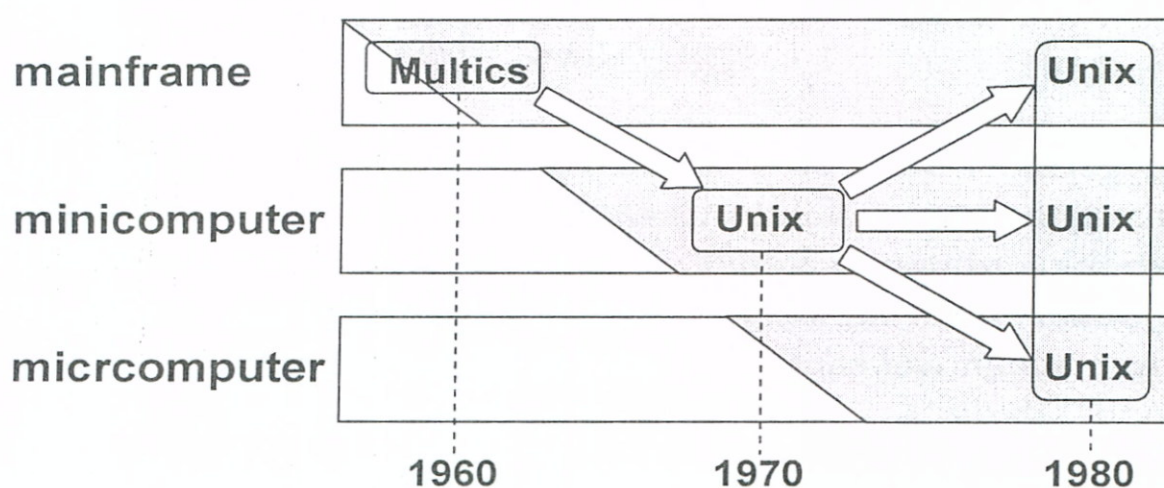 mainframe
Multics
Unix
minicomputer
Unix
Unix
micrcomputer
Unix
1960
1970
1980